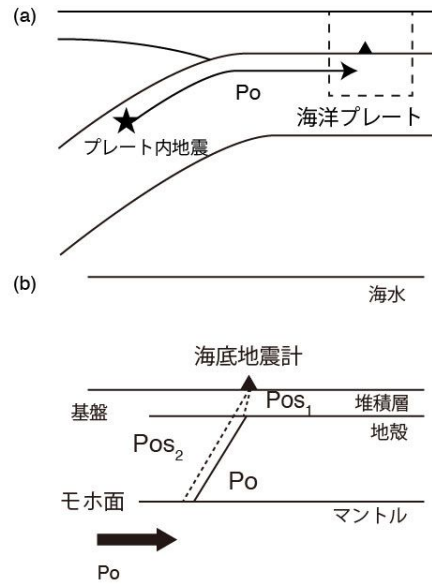 (a)
Po
海洋プレート
プレート内地震
(b)
海水
海底地震計
Pos1
堆積層
基盤
地殻
Pos2
Po
モホ面
マントル
Po